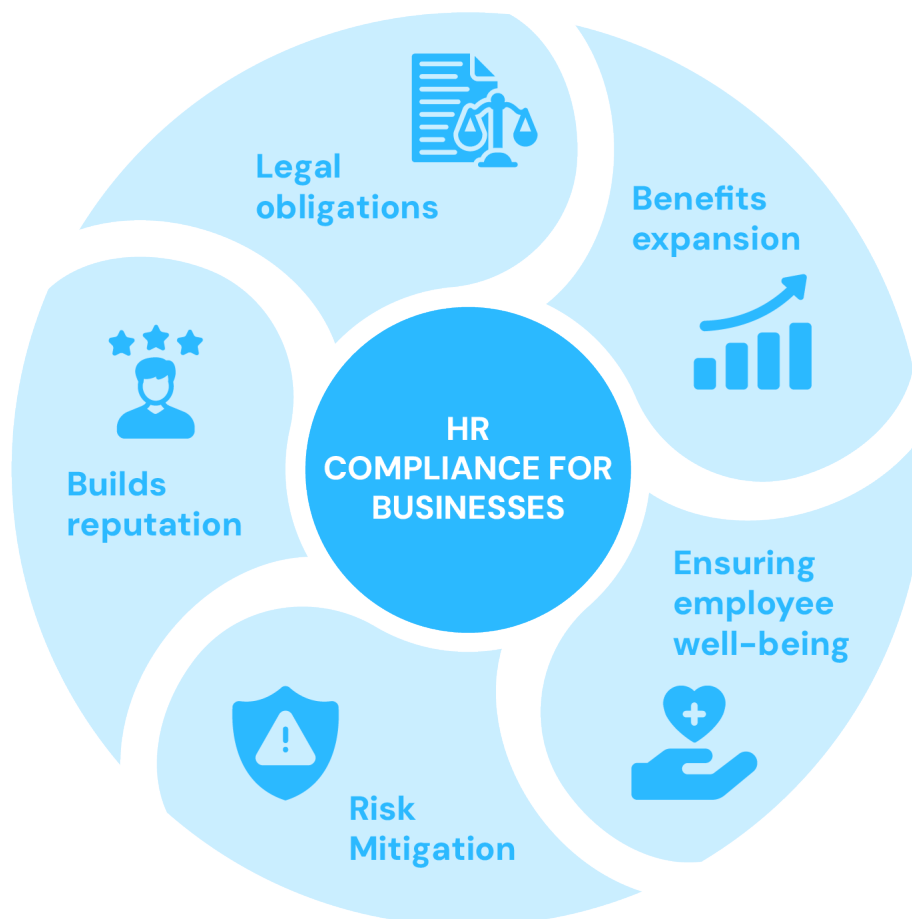 Legal
obligations
Benefits
expansion
HR
COMPLIANCE FOR
BUSINESSES
Builds
reputation
Ensuring
employee
well-being
Risk
Mitigation